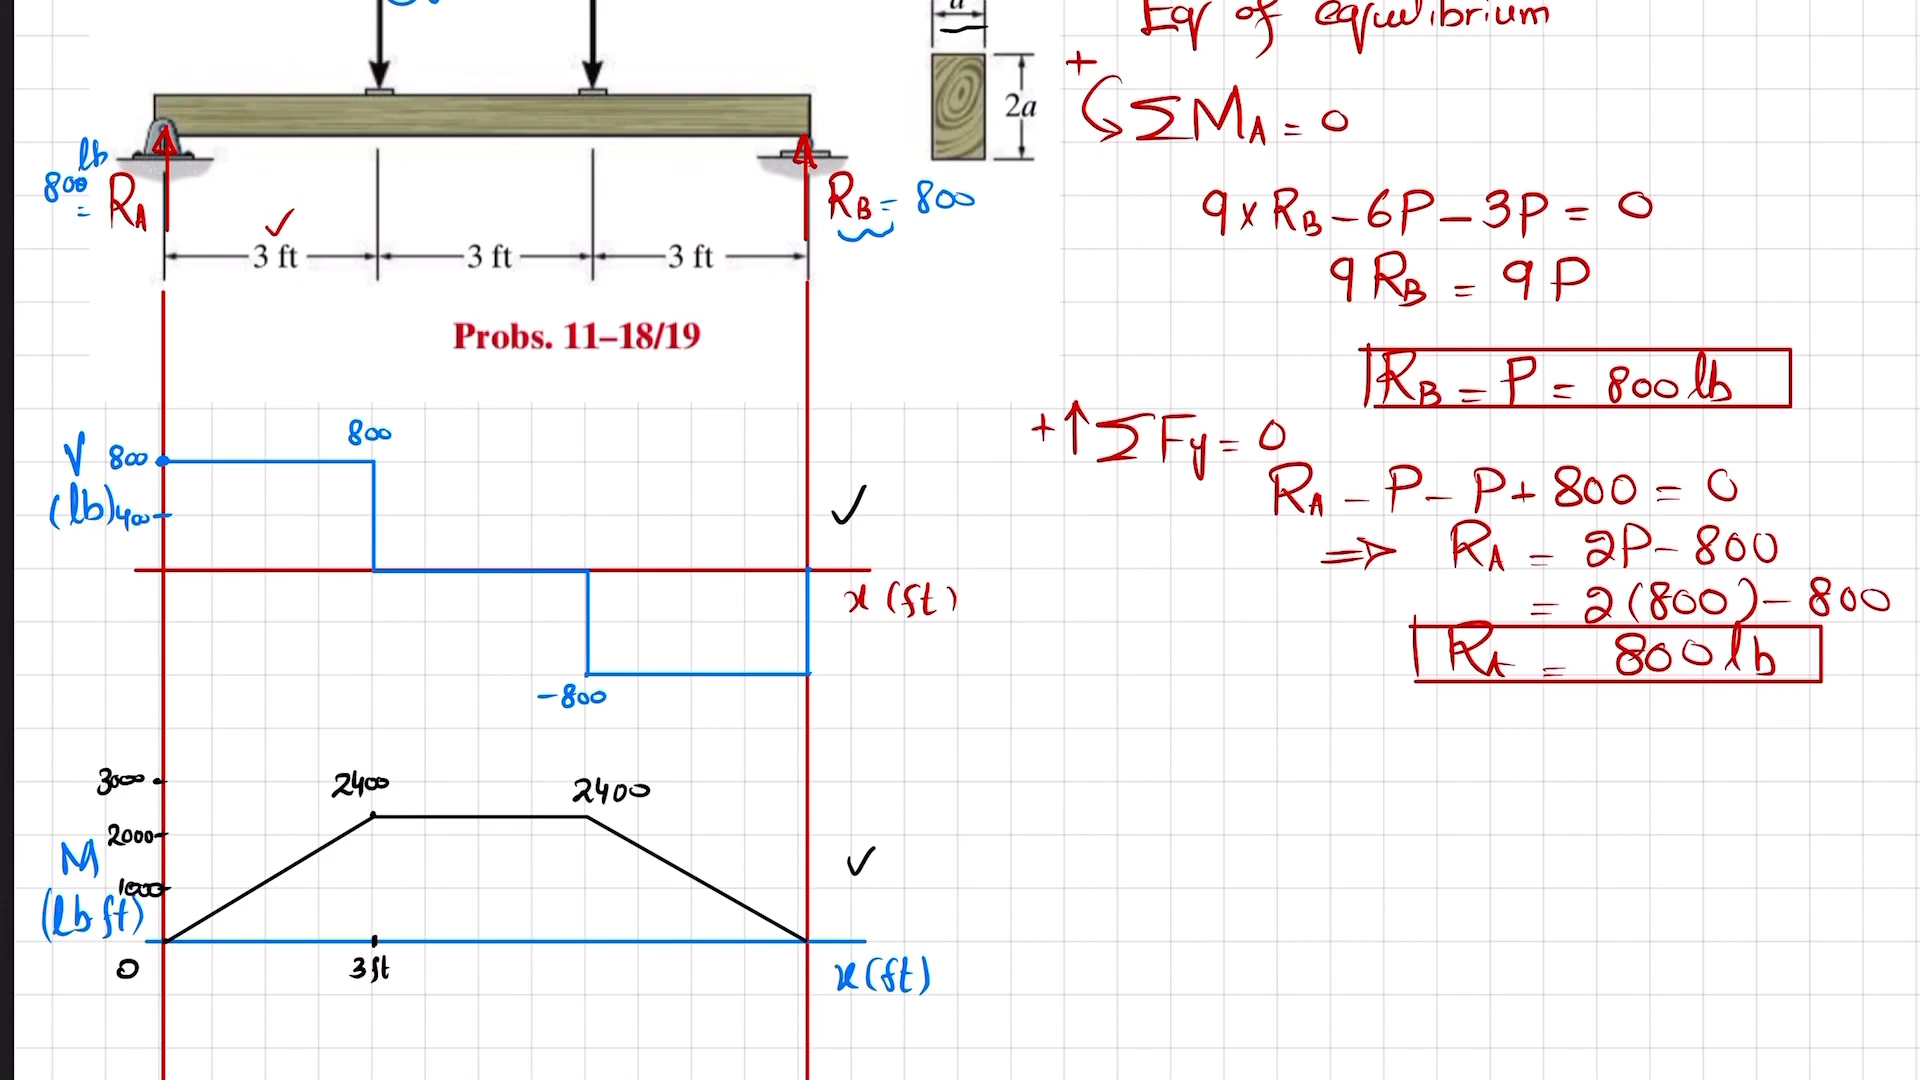 a
Eq of equilibrium
+ ΣM_A = 0
2a
lb
800 = R_A
R_B = 800
9 x R_B - 6P - 3P = 0
3 ft 3 ft 3 ft
9 R_B = 9 P
Probs. 11–18/19
R_B = P = 800 lb
+↑ ΣFy = 0
800
V 800
(lb) 400
R_A - P - P + 800 = 0
⇒ R_A = 2P - 800
x (ft)
= 2(800) - 800
R_A = 800 lb
-800
3000
2400 2400
2000
M
1000
(lb ft)
0 3 ft x (ft)